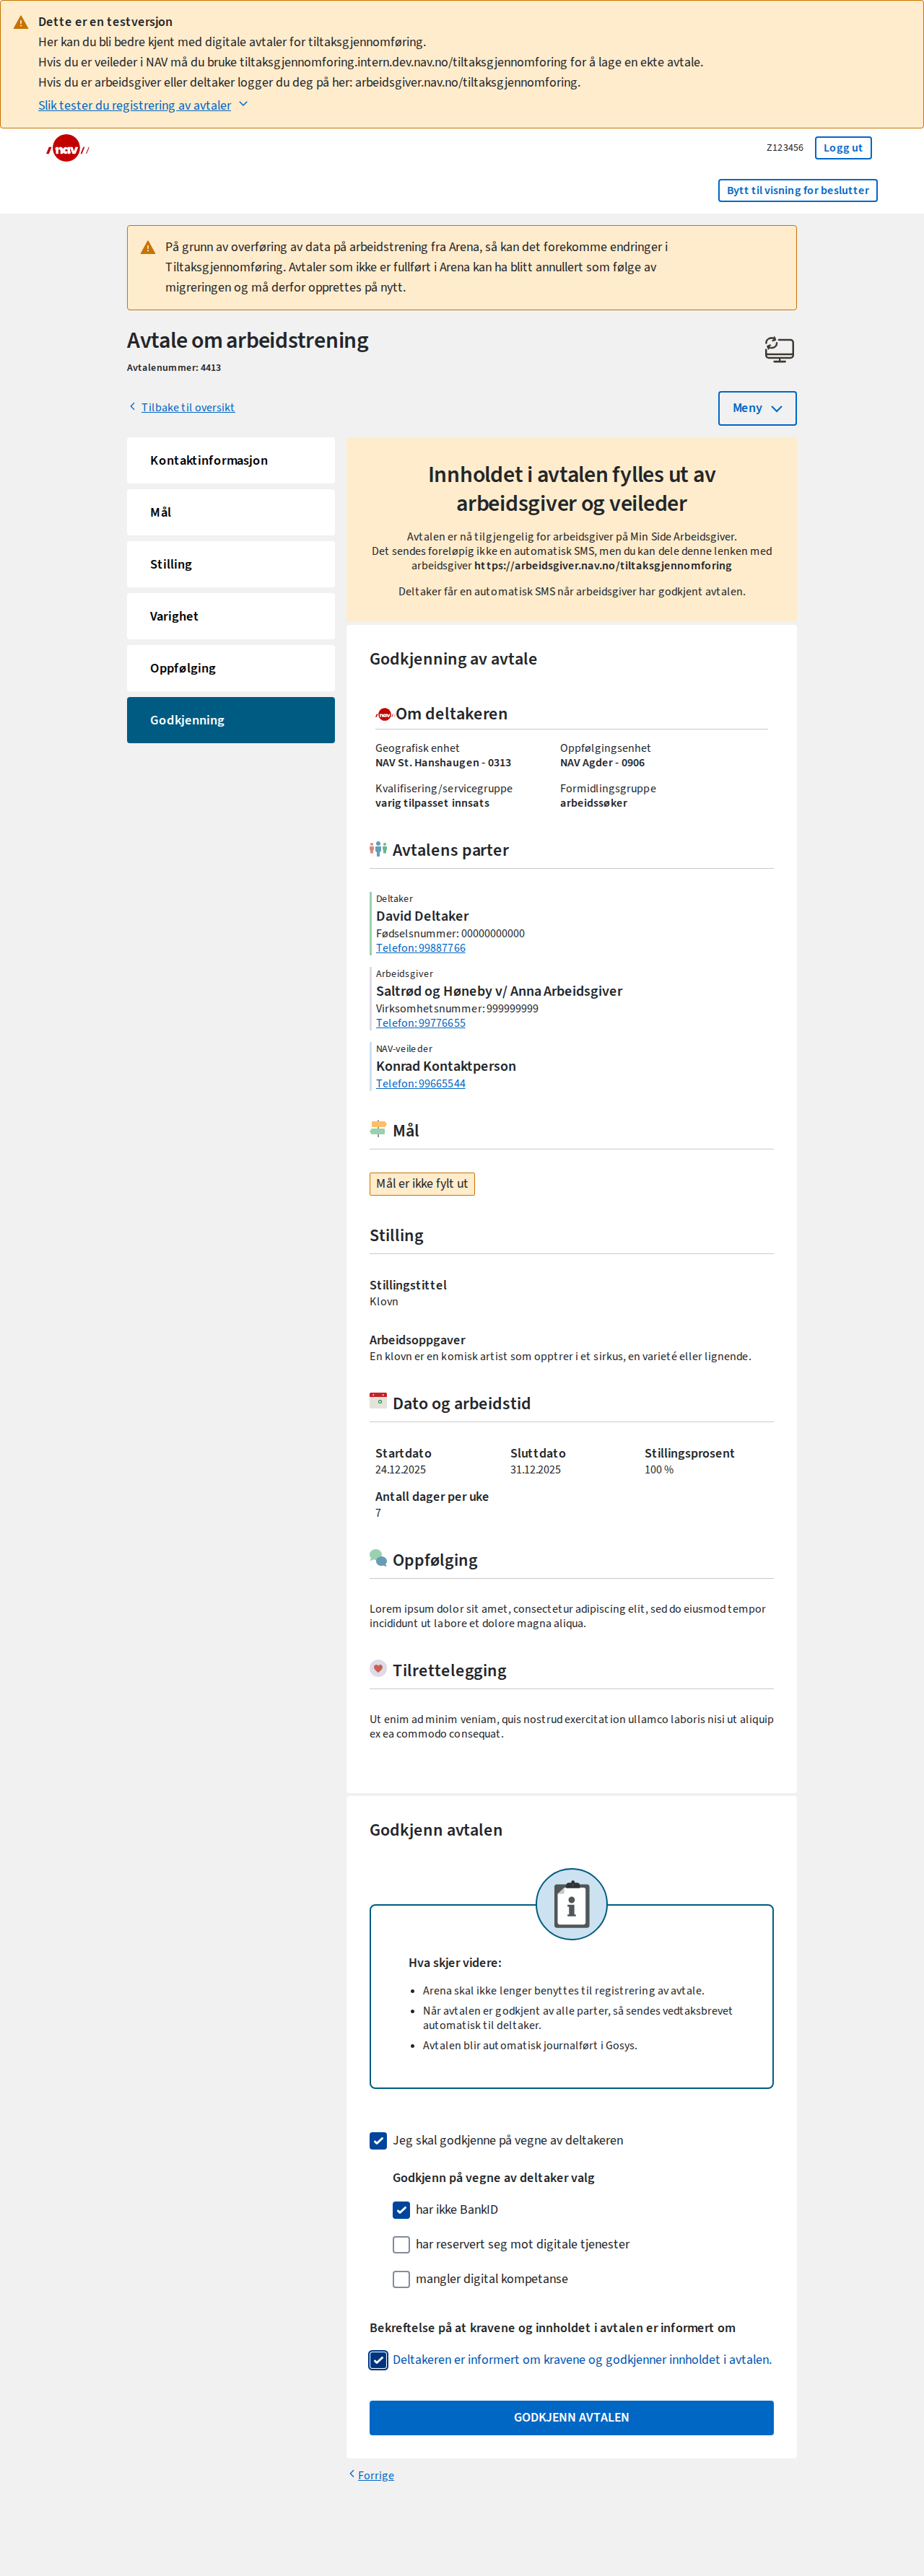 Dette er en testversjon
Her kan du bli bedre kjent med digitale avtaler for tiltaksgjennomføring.
Hvis du er veileder i NAV må du bruke tiltaksgjennomforing.intern.dev.nav.no/tiltaksgjennomforing for å lage en ekte avtale.
Hvis du er arbeidsgiver eller deltaker logger du deg på her: arbeidsgiver.nav.no/tiltaksgjennomforing.
Slik tester du registrering av avtaler
nav
Z123456
Logg ut
Bytt til visning for beslutter
På grunn av overføring av data på arbeidstrening fra Arena, så kan det forekomme endringer i
Tiltaksgjennomføring. Avtaler som ikke er fullført i Arena kan ha blitt annullert som følge av
migreringen og må derfor opprettes på nytt.
Avtale om arbeidstrening
Avtalenummer: 4413
Tilbake til oversikt
Meny
Kontaktinformasjon
Mål
Stilling
Varighet
Oppfølging
Godkjenning
Innholdet i avtalen fylles ut av
arbeidsgiver og veileder
Avtalen er nå tilgjengelig for arbeidsgiver på Min Side Arbeidsgiver.
Det sendes foreløpig ikke en automatisk SMS, men du kan dele denne lenken med
arbeidsgiver https://arbeidsgiver.nav.no/tiltaksgjennomforing
Deltaker får en automatisk SMS når arbeidsgiver har godkjent avtalen.
Godkjenning av avtale
nav Om deltakeren
Geografisk enhet
NAV St. Hanshaugen - 0313
Oppfølgingsenhet
NAV Agder - 0906
Kvalifisering/servicegruppe
varig tilpasset innsats
Formidlingsgruppe
arbeidssøker
Avtalens parter
Deltaker
David Deltaker
Fødselsnummer: 00000000000
Telefon: 99887766
Arbeidsgiver
Saltrød og Høneby v/ Anna Arbeidsgiver
Virksomhetsnummer: 999999999
Telefon: 99776655
NAV-veileder
Konrad Kontaktperson
Telefon: 99665544
Mål
Mål er ikke fylt ut
Stilling
Stillingstittel
Klovn
Arbeidsoppgaver
En klovn er en komisk artist som opptrer i et sirkus, en varieté eller lignende.
Dato og arbeidstid
Startdato
24.12.2025
Sluttdato
31.12.2025
Stillingsprosent
100 %
Antall dager per uke
7
Oppfølging
Lorem ipsum dolor sit amet, consectetur adipiscing elit, sed do eiusmod tempor
incididunt ut labore et dolore magna aliqua.
Tilrettelegging
Ut enim ad minim veniam, quis nostrud exercitation ullamco laboris nisi ut aliquip
ex ea commodo consequat.
Godkjenn avtalen
Hva skjer videre:
Arena skal ikke lenger benyttes til registrering av avtale.
Når avtalen er godkjent av alle parter, så sendes vedtaksbrevet
automatisk til deltaker.
Avtalen blir automatisk journalført i Gosys.
Jeg skal godkjenne på vegne av deltakeren
Godkjenn på vegne av deltaker valg
har ikke BankID
har reservert seg mot digitale tjenester
mangler digital kompetanse
Bekreftelse på at kravene og innholdet i avtalen er informert om
Deltakeren er informert om kravene og godkjenner innholdet i avtalen.
GODKJENN AVTALEN
Forrige